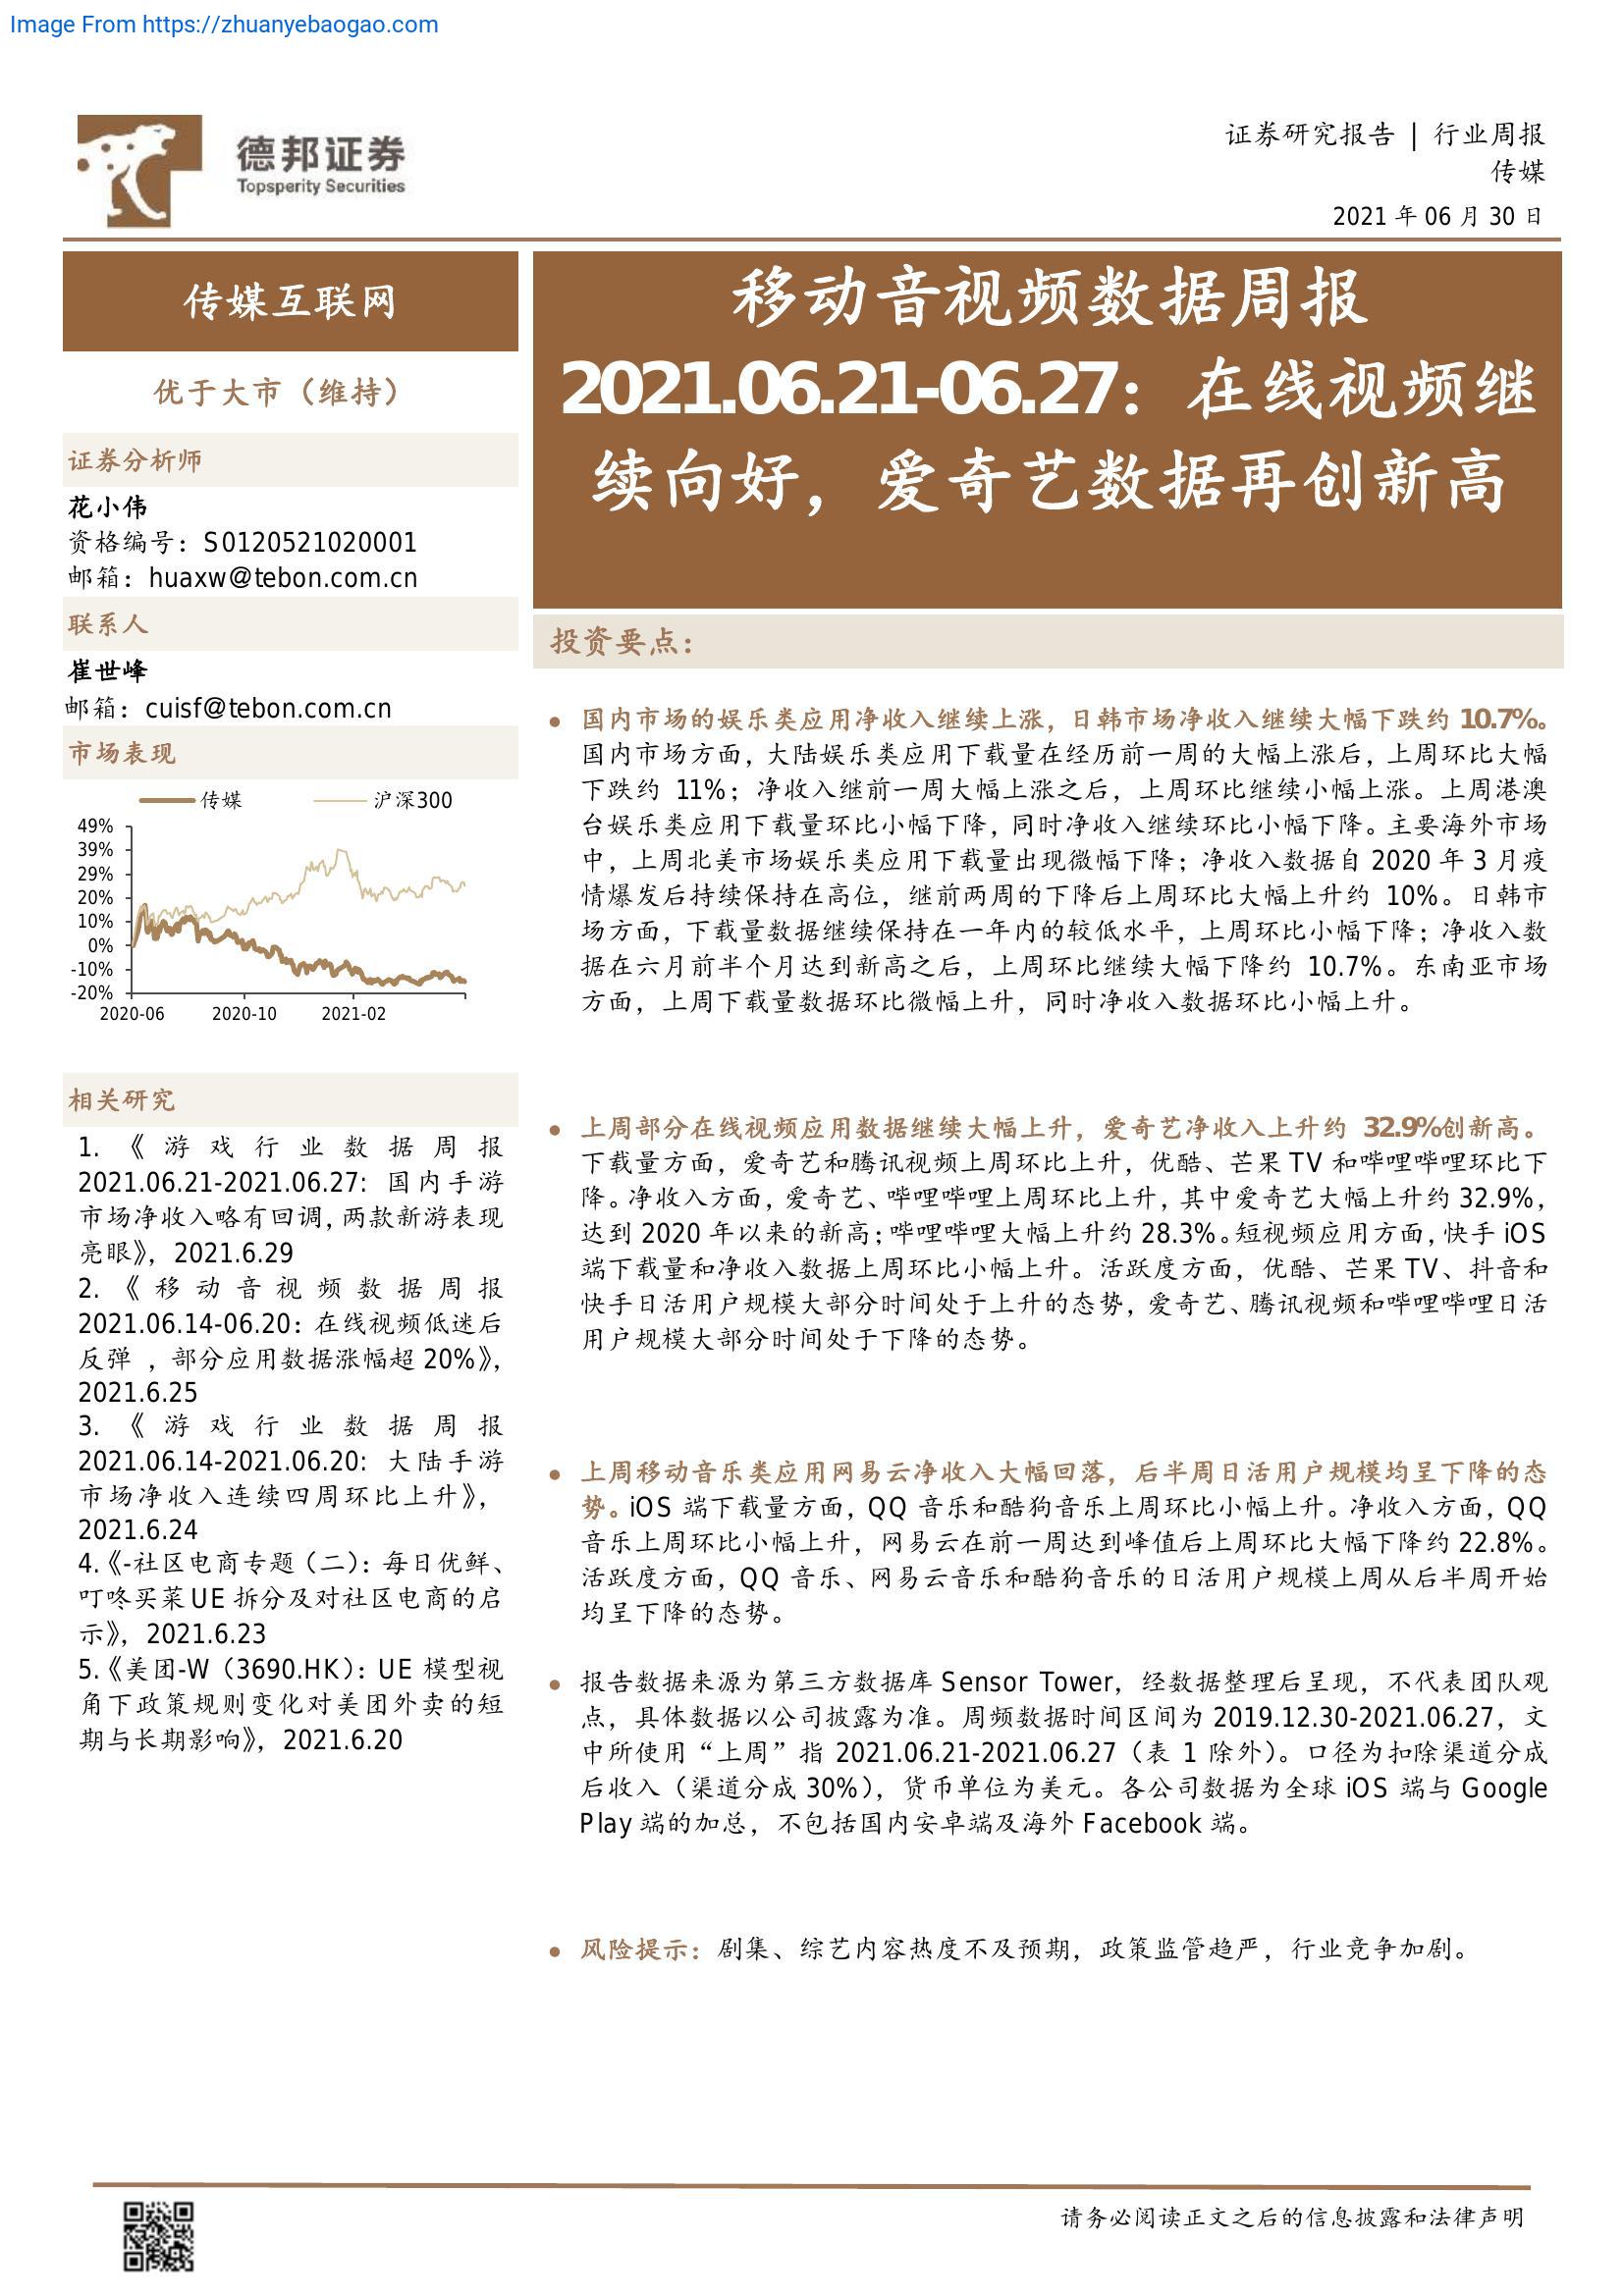 Image From https://zhuanyebaogao.com
德邦证券
Topsperity Securities
证券研究报告 | 行业周报
传媒
2021 年 06 月 30 日
传媒互联网
优于大市（维持）
证券分析师
花小伟
资格编号：S0120521020001
邮箱：huaxw@tebon.com.cn
联系人
崔世峰
邮箱：cuisf@tebon.com.cn
市场表现
传媒 沪深300
49%
39%
29%
20%
10%
0%
-10%
-20%
2020-06 2020-10 2021-02
相关研究
1.《游戏行业数据周报
2021.06.21-2021.06.27: 国内手游
市场净收入略有回调，两款新游表现
亮眼》，2021.6.29
2.《移动音视频数据周报
2021.06.14-06.20：在线视频低迷后
反弹 ，部分应用数据涨幅超 20%》，
2021.6.25
3.《游戏行业数据周报
2021.06.14-2021.06.20: 大陆手游
市场净收入连续四周环比上升》，
2021.6.24
4.《-社区电商专题（二）：每日优鲜、
叮咚买菜 UE 拆分及对社区电商的启
示》，2021.6.23
5.《美团-W（3690.HK）：UE 模型视
角下政策规则变化对美团外卖的短
期与长期影响》，2021.6.20
移动音视频数据周报
2021.06.21-06.27：在线视频继
续向好，爱奇艺数据再创新高
投资要点：
● 国内市场的娱乐类应用净收入继续上涨，日韩市场净收入继续大幅下跌约 10.7%。
国内市场方面，大陆娱乐类应用下载量在经历前一周的大幅上涨后，上周环比大幅
下跌约 11%；净收入继前一周大幅上涨之后，上周环比继续小幅上涨。上周港澳
台娱乐类应用下载量环比小幅下降，同时净收入继续环比小幅下降。主要海外市场
中，上周北美市场娱乐类应用下载量出现微幅下降；净收入数据自 2020 年 3 月疫
情爆发后持续保持在高位，继前两周的下降后上周环比大幅上升约 10%。日韩市
场方面，下载量数据继续保持在一年内的较低水平，上周环比小幅下降；净收入数
据在六月前半个月达到新高之后，上周环比继续大幅下降约 10.7%。东南亚市场
方面，上周下载量数据环比微幅上升，同时净收入数据环比小幅上升。
● 上周部分在线视频应用数据继续大幅上升，爱奇艺净收入上升约 32.9%创新高。
下载量方面，爱奇艺和腾讯视频上周环比上升，优酷、芒果 TV 和哔哩哔哩环比下
降。净收入方面，爱奇艺、哔哩哔哩上周环比上升，其中爱奇艺大幅上升约 32.9%，
达到 2020 年以来的新高；哔哩哔哩大幅上升约 28.3%。短视频应用方面，快手 iOS
端下载量和净收入数据上周环比小幅上升。活跃度方面，优酷、芒果 TV、抖音和
快手日活用户规模大部分时间处于上升的态势，爱奇艺、腾讯视频和哔哩哔哩日活
用户规模大部分时间处于下降的态势。
● 上周移动音乐类应用网易云净收入大幅回落，后半周日活用户规模均呈下降的态
势。iOS 端下载量方面，QQ 音乐和酷狗音乐上周环比小幅上升。净收入方面，QQ
音乐上周环比小幅上升，网易云在前一周达到峰值后上周环比大幅下降约 22.8%。
活跃度方面，QQ 音乐、网易云音乐和酷狗音乐的日活用户规模上周从后半周开始
均呈下降的态势。
● 报告数据来源为第三方数据库 Sensor Tower，经数据整理后呈现，不代表团队观
点，具体数据以公司披露为准。周频数据时间区间为 2019.12.30-2021.06.27，文
中所使用“上周”指 2021.06.21-2021.06.27（表 1 除外）。口径为扣除渠道分成
后收入（渠道分成 30%），货币单位为美元。各公司数据为全球 iOS 端与 Google
Play 端的加总，不包括国内安卓端及海外 Facebook 端。
● 风险提示：剧集、综艺内容热度不及预期，政策监管趋严，行业竞争加剧。
请务必阅读正文之后的信息披露和法律声明